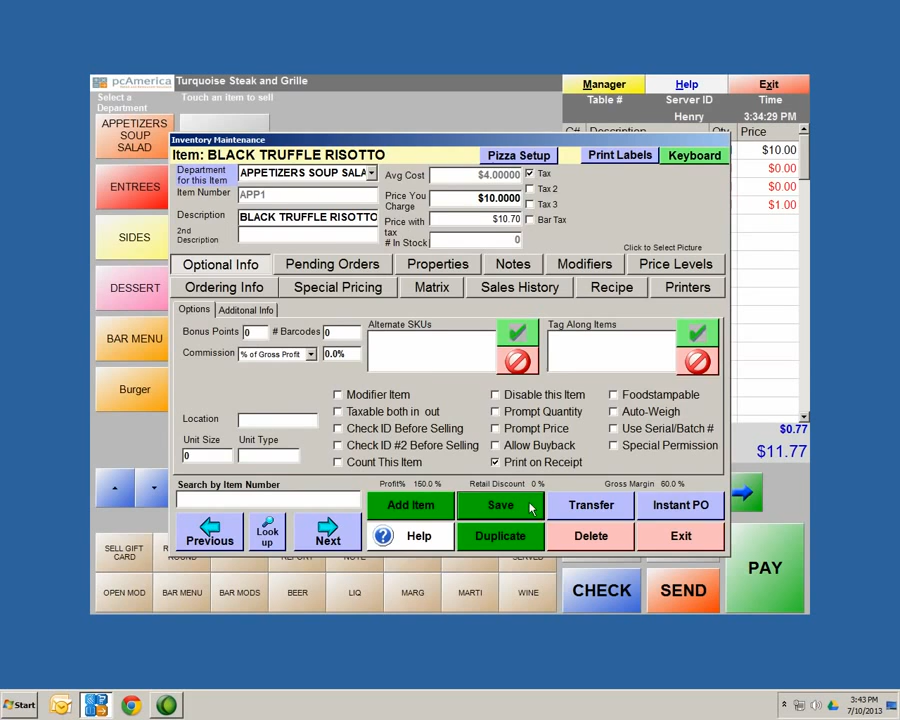 pcAmerica Turquoise Steak and Grille
Manager Help Exit
Select a Department
Touch an item to sell
Table # Server ID Time
Henry 3:34:29 PM
Description Qty Price
$10.00
$0.00
$0.00
$1.00
APPETIZERS SOUP SALAD
ENTREES
SIDES
DESSERT
BAR MENU
Burger
Inventory Maintenance
Item: BLACK TRUFFLE RISOTTO
Pizza Setup Print Labels Keyboard
Department for this Item APPETIZERS SOUP SALA
Item Number APP1
Description BLACK TRUFFLE RISOTTO
2nd Description
Avg Cost $4.00000
Price You Charge $10.0000
Price with tax $10.70
# In Stock 0
Tax
Tax 2
Tax 3
Bar Tax
Click to Select Picture
Optional Info Pending Orders Properties Notes Modifiers Price Levels
Ordering Info Special Pricing Matrix Sales History Recipe Printers
Options Additonal Info
Bonus Points 0 # Barcodes 0
Commission % of Gross Profit 0.0%
Alternate SKUs
Tag Along Items
Location
Unit Size Unit Type
0
Modifier Item
Taxable both in out
Check ID Before Selling
Check ID #2 Before Selling
Count This Item
Disable this Item
Prompt Quantity
Prompt Price
Allow Buyback
Print on Receipt
Foodstampable
Auto-Weigh
Use Serial/Batch #
Special Permission
Profit% 150.0 % Retail Discount 0 % Gross Margin 60.0 %
Search by Item Number
Add Item Save Transfer Instant PO
Previous Look up Next Help Duplicate Delete Exit
$0.77
$11.77
SELL GIFT CARD
OPEN MOD BAR MENU BAR MODS BEER LIQ MARG MARTI WINE
CHECK SEND PAY
Start
3:43 PM
7/10/2013